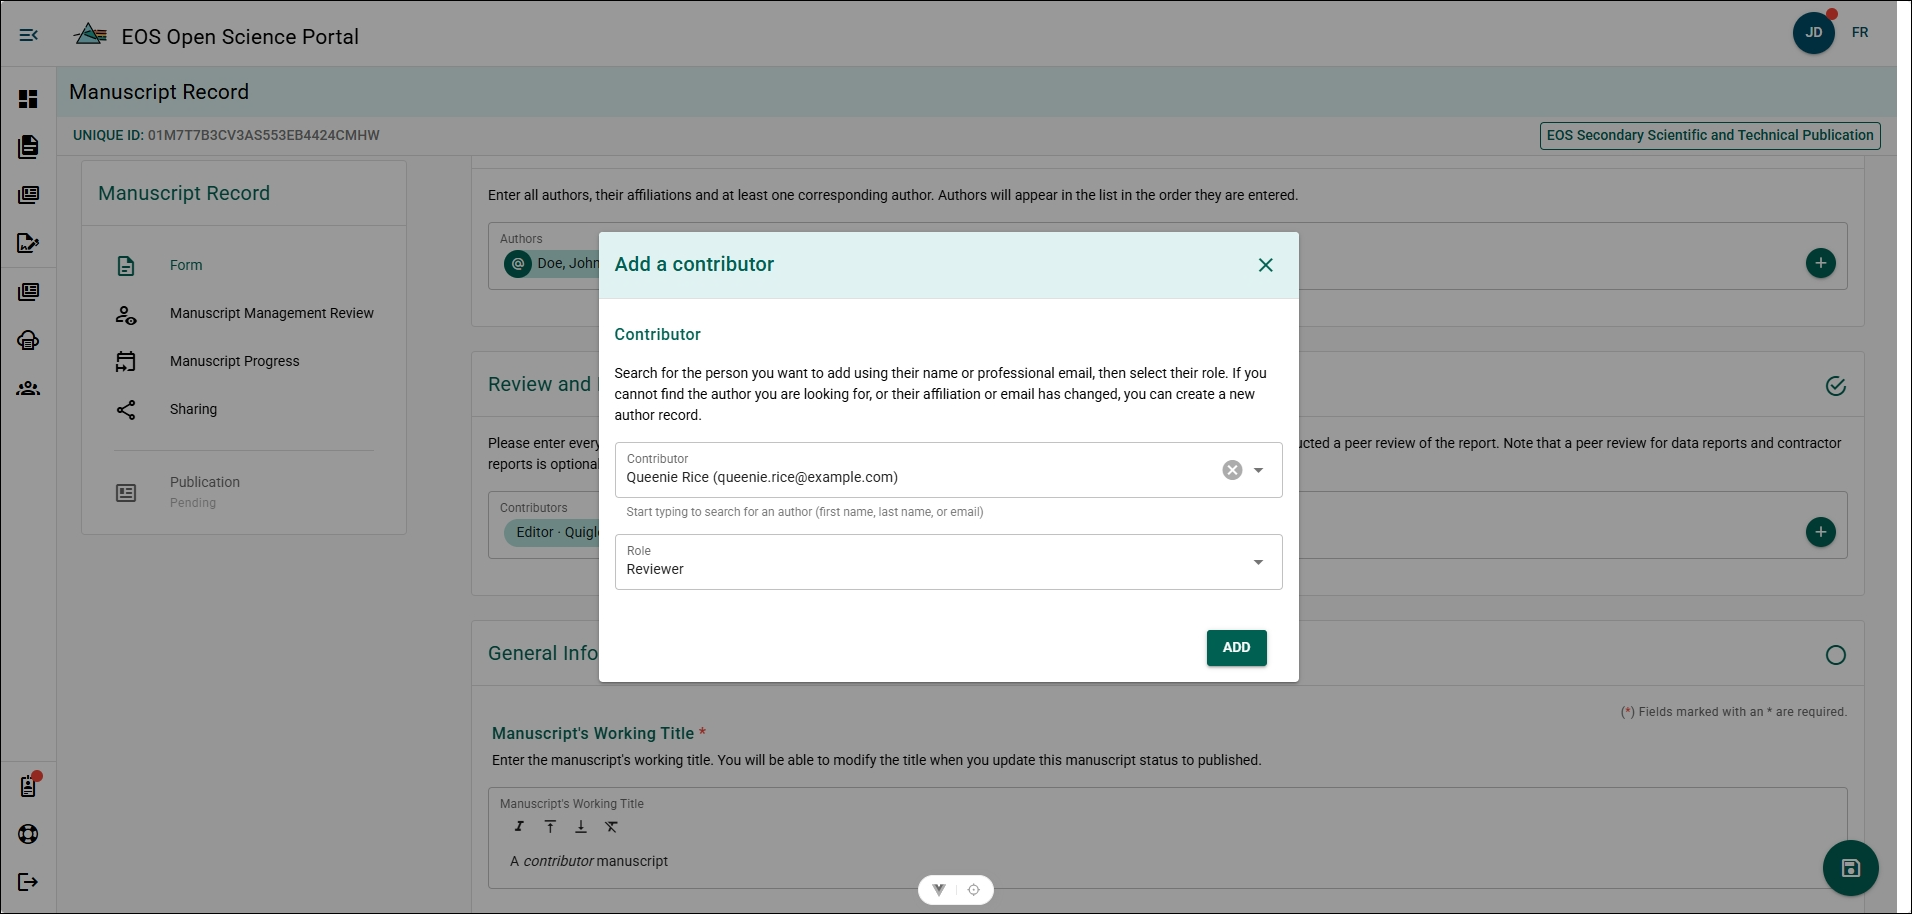 EOS Open Science Portal
JD
FR
Manuscript Record
UNIQUE ID: 01M7T7B3CV3AS553EB4424CMHW
EOS Secondary Scientific and Technical Publication
Manuscript Record
Form
Manuscript Management Review
Manuscript Progress
Sharing
Publication
Pending
Enter all authors, their affiliations and at least one corresponding author. Authors will appear in the list in the order they are entered.
Authors
@ Doe, John
Review and
Please enter every
ucted a peer review of the report. Note that a peer review for data reports and contractor
reports is optiona
Contributors
Editor · Quigl
General Info
(*) Fields marked with an * are required.
Manuscript's Working Title *
Enter the manuscript's working title. You will be able to modify the title when you update this manuscript status to published.
Manuscript's Working Title
A contributor manuscript
Add a contributor
Contributor
Search for the person you want to add using their name or professional email, then select their role. If you
cannot find the author you are looking for, or their affiliation or email has changed, you can create a new
author record.
Contributor
Queenie Rice (queenie.rice@example.com)
Start typing to search for an author (first name, last name, or email)
Role
Reviewer
ADD